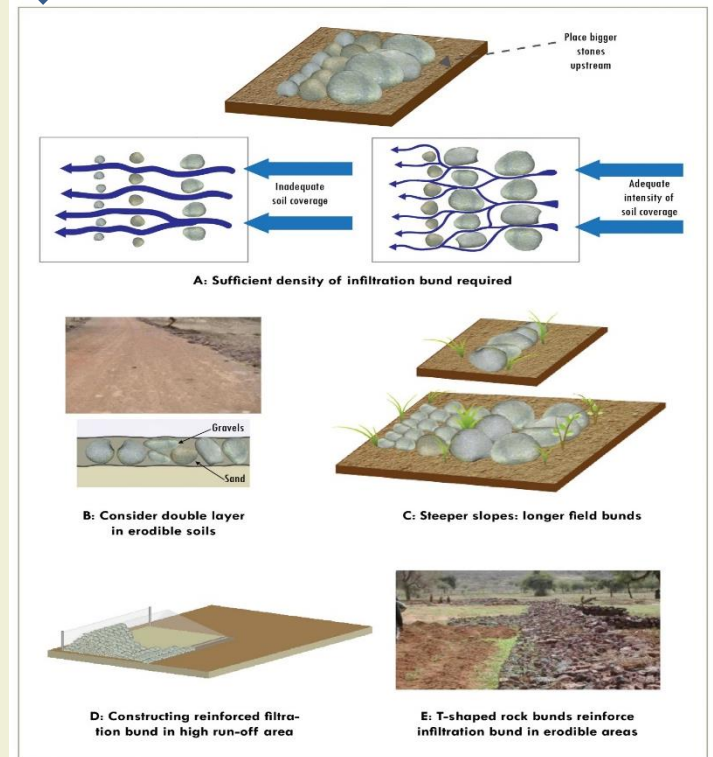 Place bigger
stones
upstream
Inadequate
soil coverage
Adequate
intensity of
soil coverage
A: Sufficient density of infiltration bund required
Gravels
Sand
B: Consider double layer
in erodible soils
C: Steeper slopes: longer field bunds
D: Constructing reinforced filtra-
tion bund in high run-off area
E: T-shaped rock bunds reinforce
infiltration bund in erodible areas